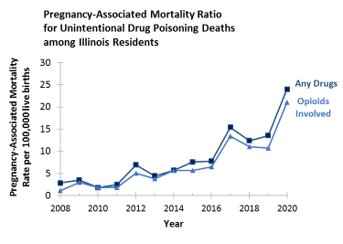 Pregnancy-Associated Mortality Ratio
for Unintentional Drug Poisoning Deaths
among Illinois Residents
Pregnancy-Associated Mortality
Rate per 100,000 live births
30
25
20
15
10
5
0
Any Drugs
Opioids
Involved
2008 2010 2012 2014 2016 2018 2020
Year